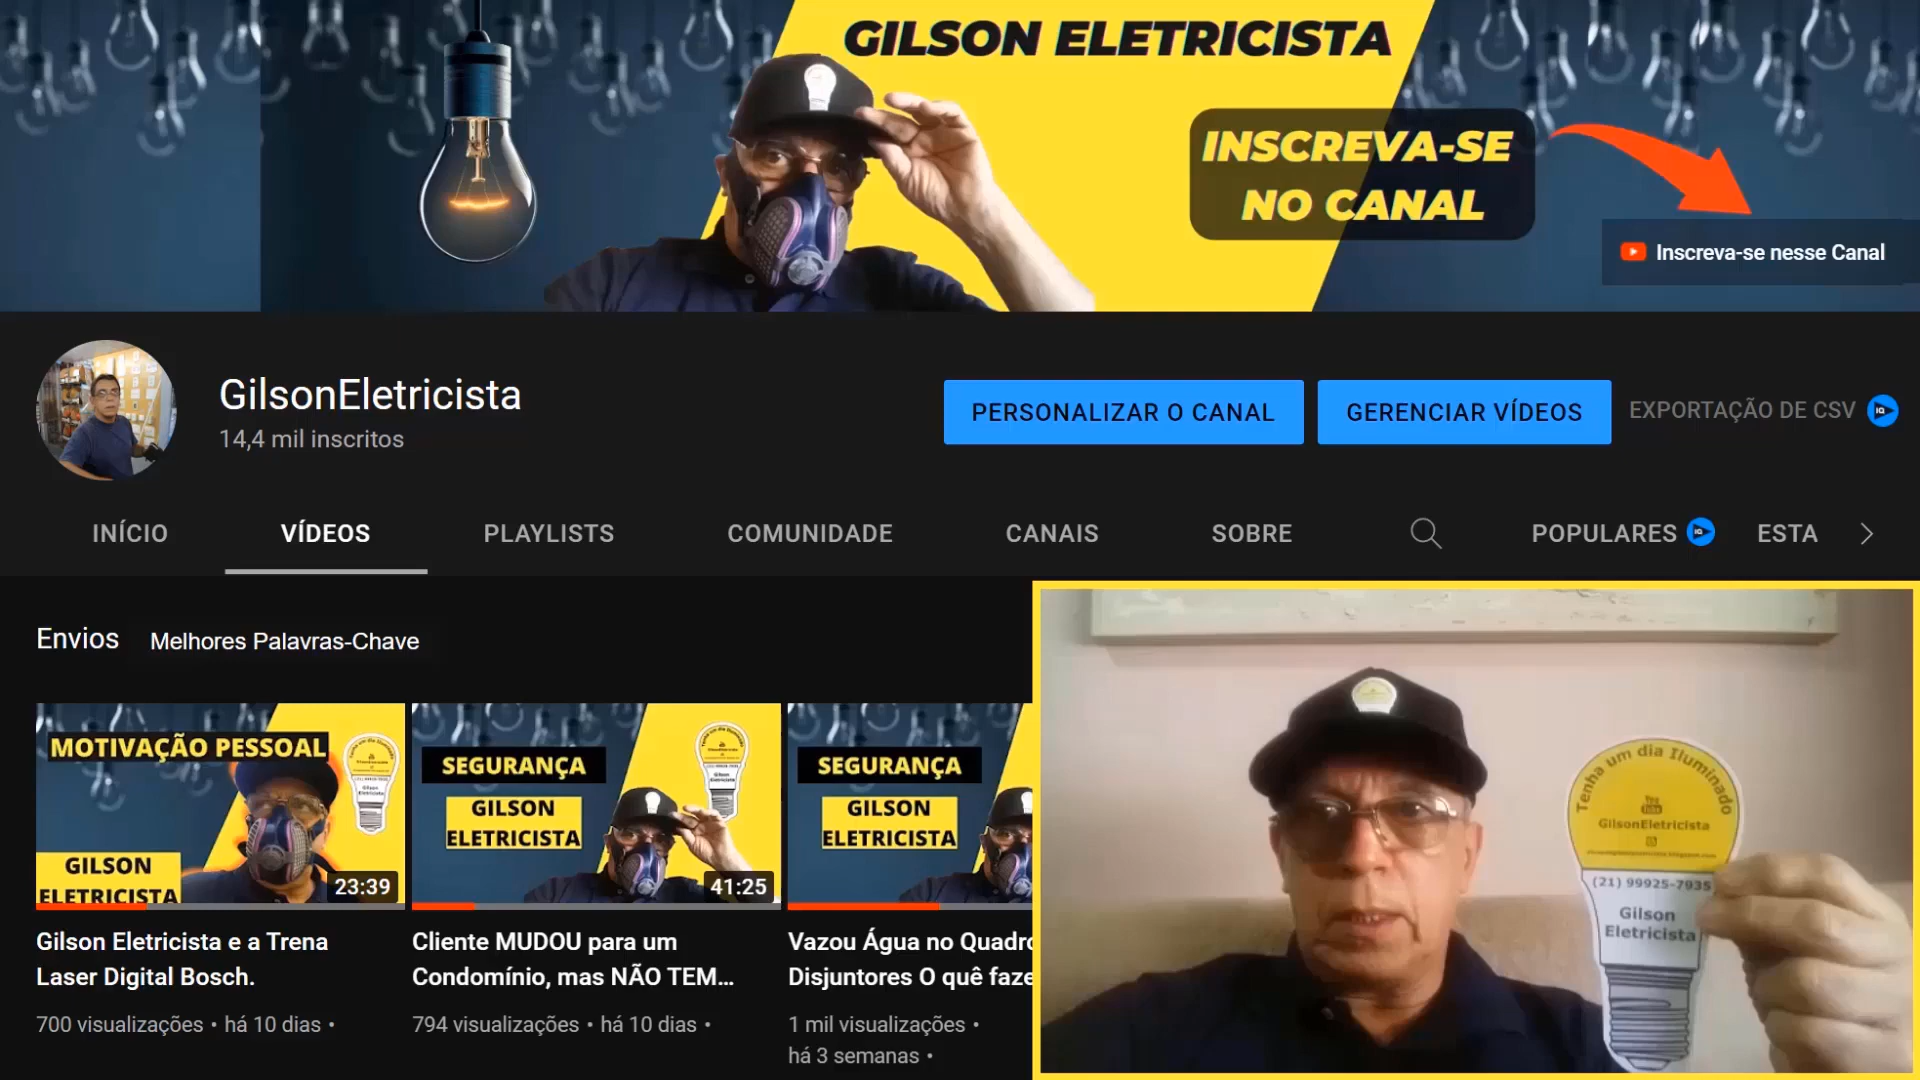 GILSON ELETRICISTA
INSCREVA-SE
NO CANAL
Inscreva-se nesse Canal
GilsonEletricista
14,4 mil inscritos
PERSONALIZAR O CANAL
GERENCIAR VÍDEOS
EXPORTAÇÃO DE CSV
INÍCIO
VÍDEOS
PLAYLISTS
COMUNIDADE
CANAIS
SOBRE
POPULARES
ESTA
Envios
Melhores Palavras-Chave
MOTIVAÇÃO PESSOAL
GILSON
ELETRICISTA
23:39
SEGURANÇA
GILSON
ELETRICISTA
41:25
SEGURANÇA
GILSON
ELETRICISTA
Gilson Eletricista e a Trena
Laser Digital Bosch.
700 visualizações • há 10 dias •
Cliente MUDOU para um
Condomínio, mas NÃO TEM...
794 visualizações • há 10 dias •
Vazou Água no Quadro
Disjuntores O quê faze
1 mil visualizações •
há 3 semanas •
Tenha um dia Iluminado
You
Tube
GilsonEletricista
(21) 99925-7935
Gilson
Eletricista